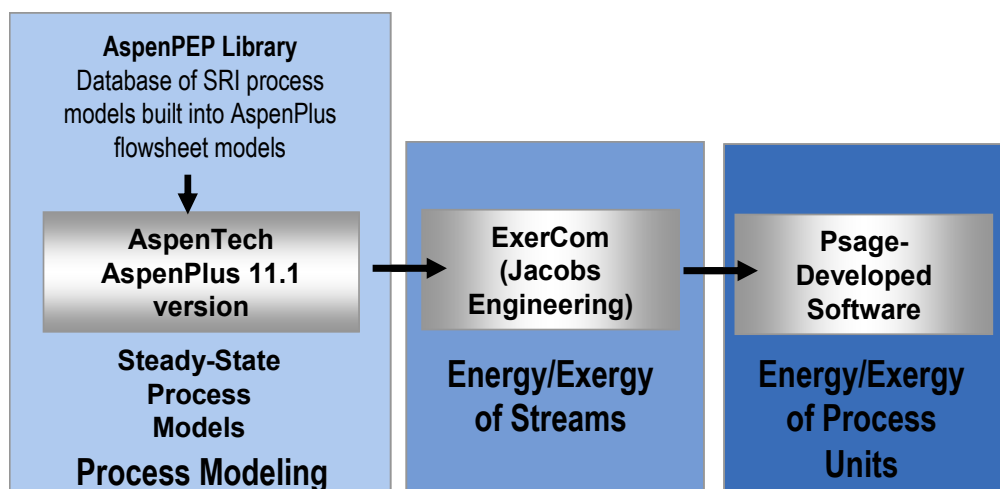 AspenPEP Library
Database of SRI process
models built into AspenPlus
flowsheet models
AspenTech
AspenPlus 11.1
version
Steady-State
Process
Models
Process Modeling
ExerCom
(Jacobs
Engineering)
Energy/Exergy
of Streams
Psage-
Developed
Software
Energy/Exergy
of Process
Units